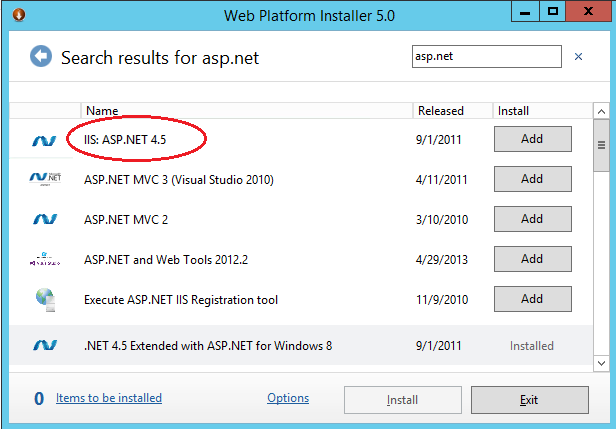 Web Platform Installer 5.0
Search results for asp.net
asp.net
Name Released Install
IIS: ASP.NET 4.5 9/1/2011 Add
ASP.NET MVC 3 (Visual Studio 2010) 4/11/2011 Add
ASP.NET MVC 2 3/10/2010 Add
ASP.NET and Web Tools 2012.2 4/29/2013 Add
Execute ASP.NET IIS Registration tool 11/9/2010 Add
.NET 4.5 Extended with ASP.NET for Windows 8 9/1/2011 Installed
0 Items to be installed Options Install Exit